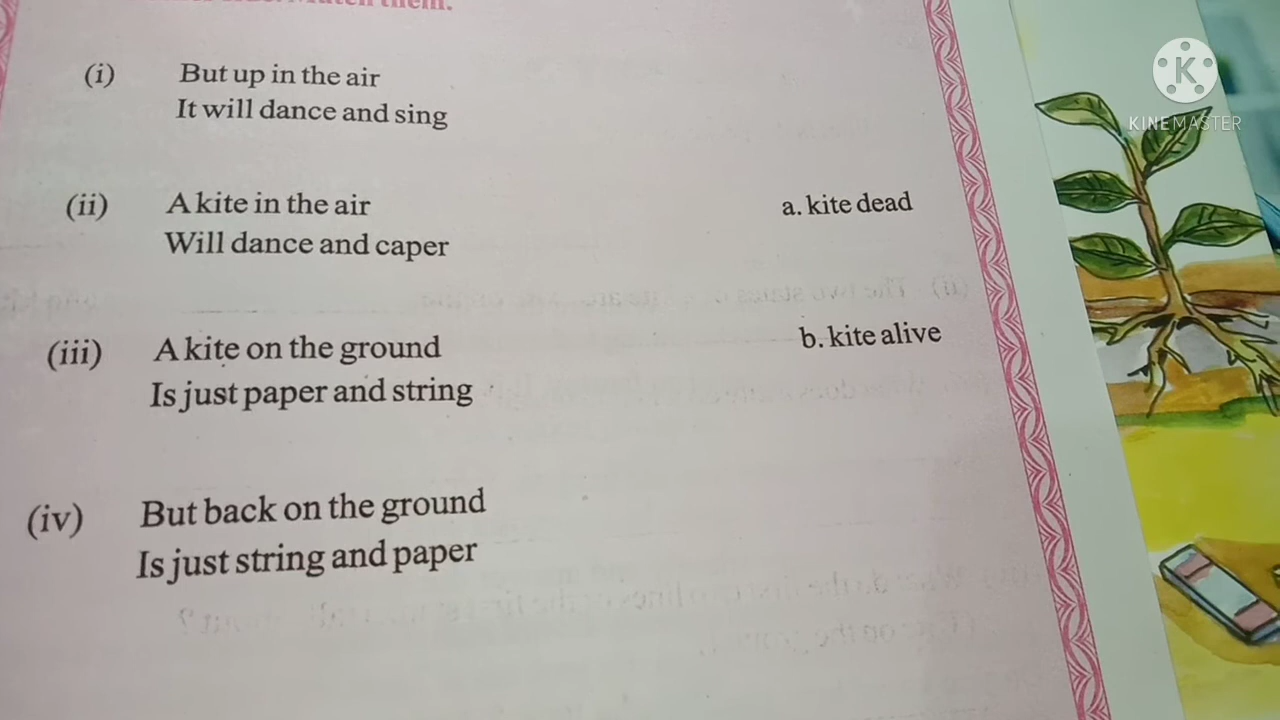 (i) But up in the air
It will dance and sing
(ii) A kite in the air
a. kite dead
Will dance and caper
(iii) A kite on the ground
b. kite alive
Is just paper and string
(iv) But back on the ground
Is just string and paper
K
KINEMASTER